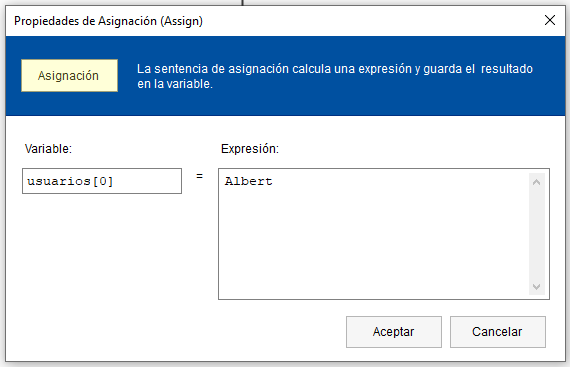 Propiedades de Asignación (Assign)
Asignación
La sentencia de asignación calcula una expresión y guarda el resultado
en la variable.
Variable:
Expresión:
usuarios[0]
=
Albert
Aceptar
Cancelar